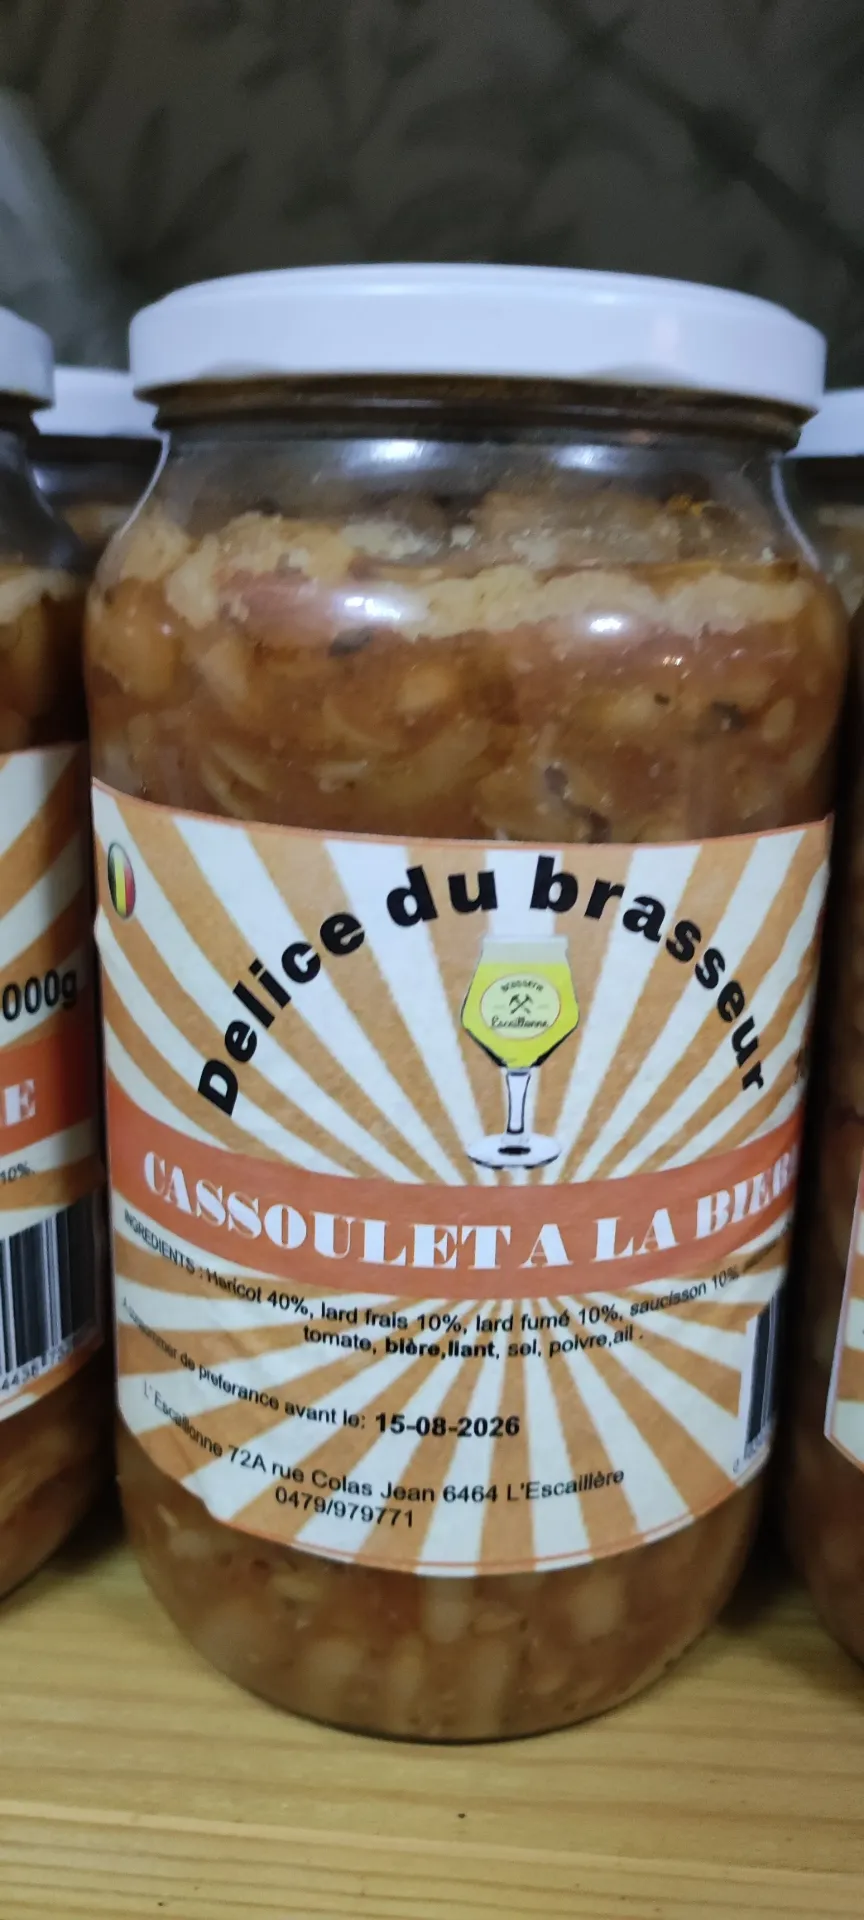 Delice du brasseur
BRASSERIE
Escaillonne
CASSOULET A LA
INGREDIENTS : Haricot 40%, lard frais 10%, lard fumé 10%, saucisson 10%,
tomate, bière,liant, sel, poivre,ail .
A consommer de preferance avant le: 15-08-2026
L'Escaillonne 72A rue Colas Jean 6464 L'Escaillère
0479/979771
000g
E
10%.